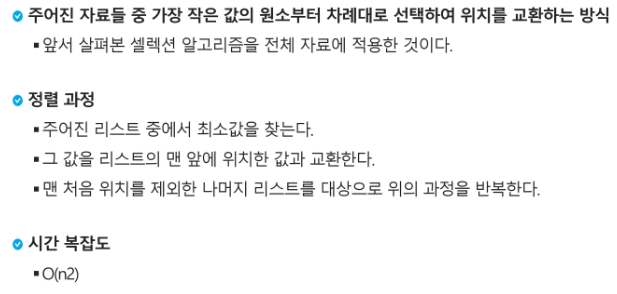 주어진 자료들 중 가장 작은 값의 원소부터 차례대로 선택하여 위치를 교환하는 방식
▪앞서 살펴본 셀렉션 알고리즘을 전체 자료에 적용한 것이다.
정렬 과정
▪주어진 리스트 중에서 최소값을 찾는다.
▪그 값을 리스트의 맨 앞에 위치한 값과 교환한다.
▪맨 처음 위치를 제외한 나머지 리스트를 대상으로 위의 과정을 반복한다.
시간 복잡도
▪O(n2)